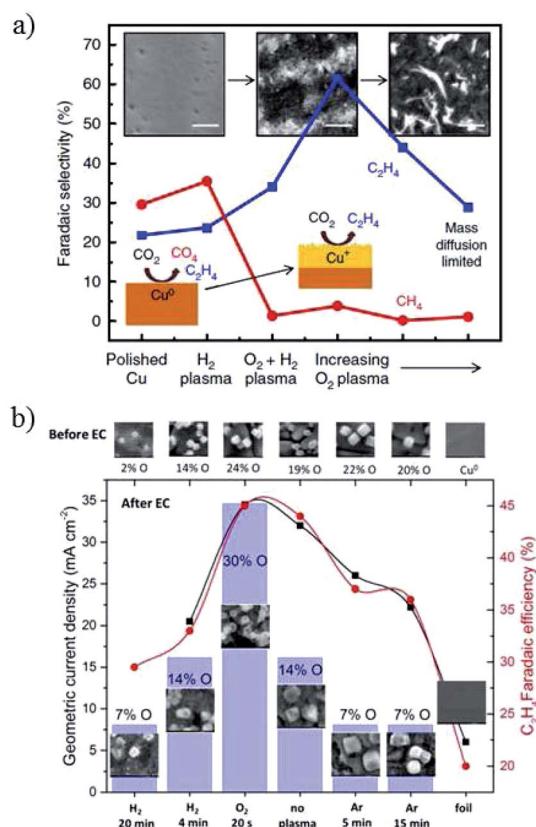 a)
70
60
50
40
30
20
10
0
Faradaic selectivity (%)
C₂H₄
Mass
diffusion
limited
CO₂ CO₄
C₂H₄
Cu⁰
CO₂ C₂H₄
Cu⁺
CH₄
Polished
Cu
H₂
plasma
O₂ + H₂
plasma
Increasing
O₂ plasma
b)
Before EC
2% O 14% O 24% O 19% O 22% O 20% O Cu⁰
After EC
35
30
25
20
15
10
5
0
Geometric current density (mA cm⁻²)
45
40
35
30
25
20
C₂H₄ Faradaic efficiency (%)
7% O
14% O
30% O
14% O
7% O
7% O
H₂
20 min
H₂
4 min
O₂
20 s
no
plasma
Ar
5 min
Ar
15 min
foil